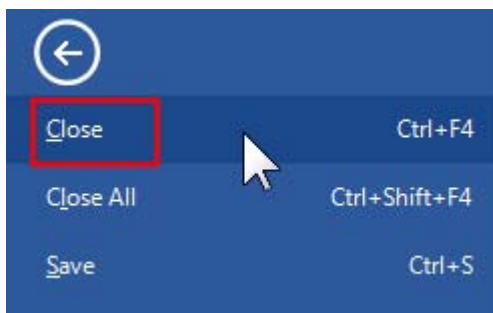 Close Ctrl+F4
Close All Ctrl+Shift+F4
Save Ctrl+S